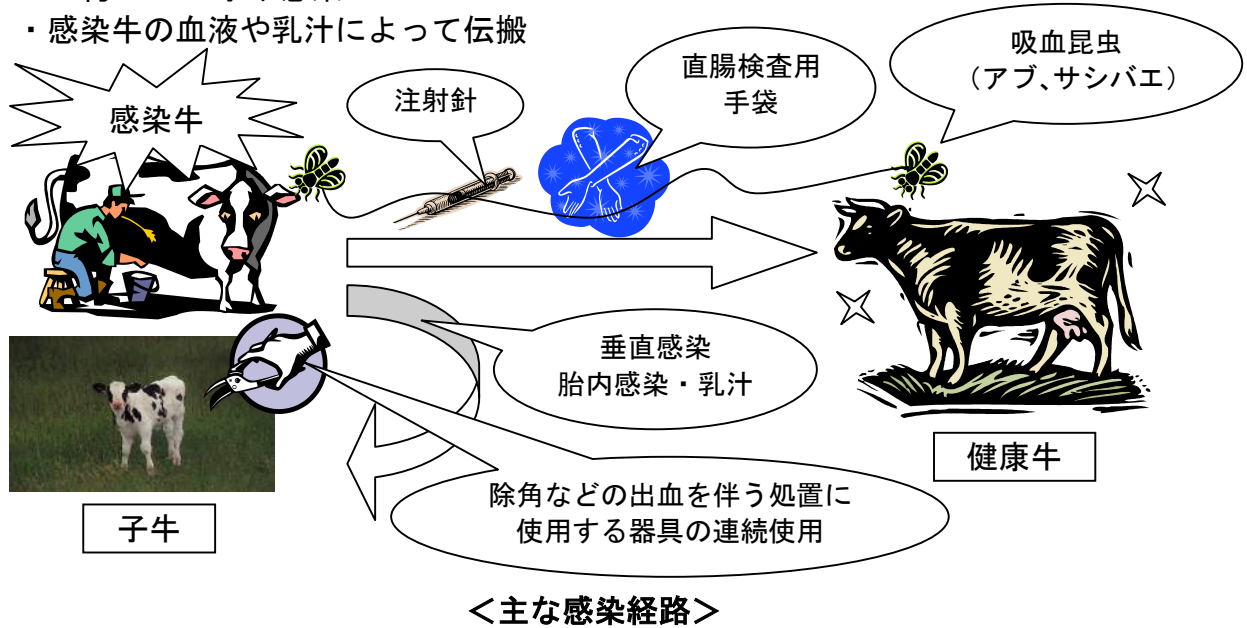 ・感染牛の血液や乳汁によって伝搬
感染牛
注射針
直腸検査用
手袋
吸血昆虫
（アブ、サシバエ）
垂直感染
胎内感染・乳汁
健康牛
子牛
除角などの出血を伴う処置に
使用する器具の連続使用
＜主な感染経路＞